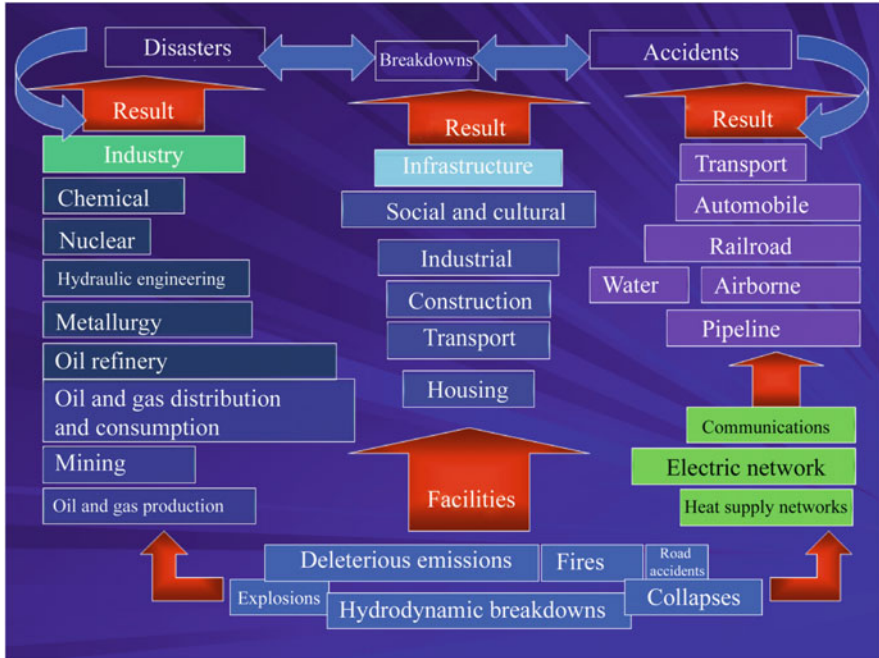 Disasters
Breakdowns
Accidents
Result
Result
Result
Industry
Chemical
Nuclear
Hydraulic engineering
Metallurgy
Oil refinery
Oil and gas distribution
and consumption
Mining
Oil and gas production
Infrastructure
Social and cultural
Industrial
Construction
Transport
Housing
Facilities
Transport
Automobile
Railroad
Water
Airborne
Pipeline
Communications
Electric network
Heat supply networks
Deleterious emissions
Fires
Road
accidents
Explosions
Hydrodynamic breakdowns
Collapses